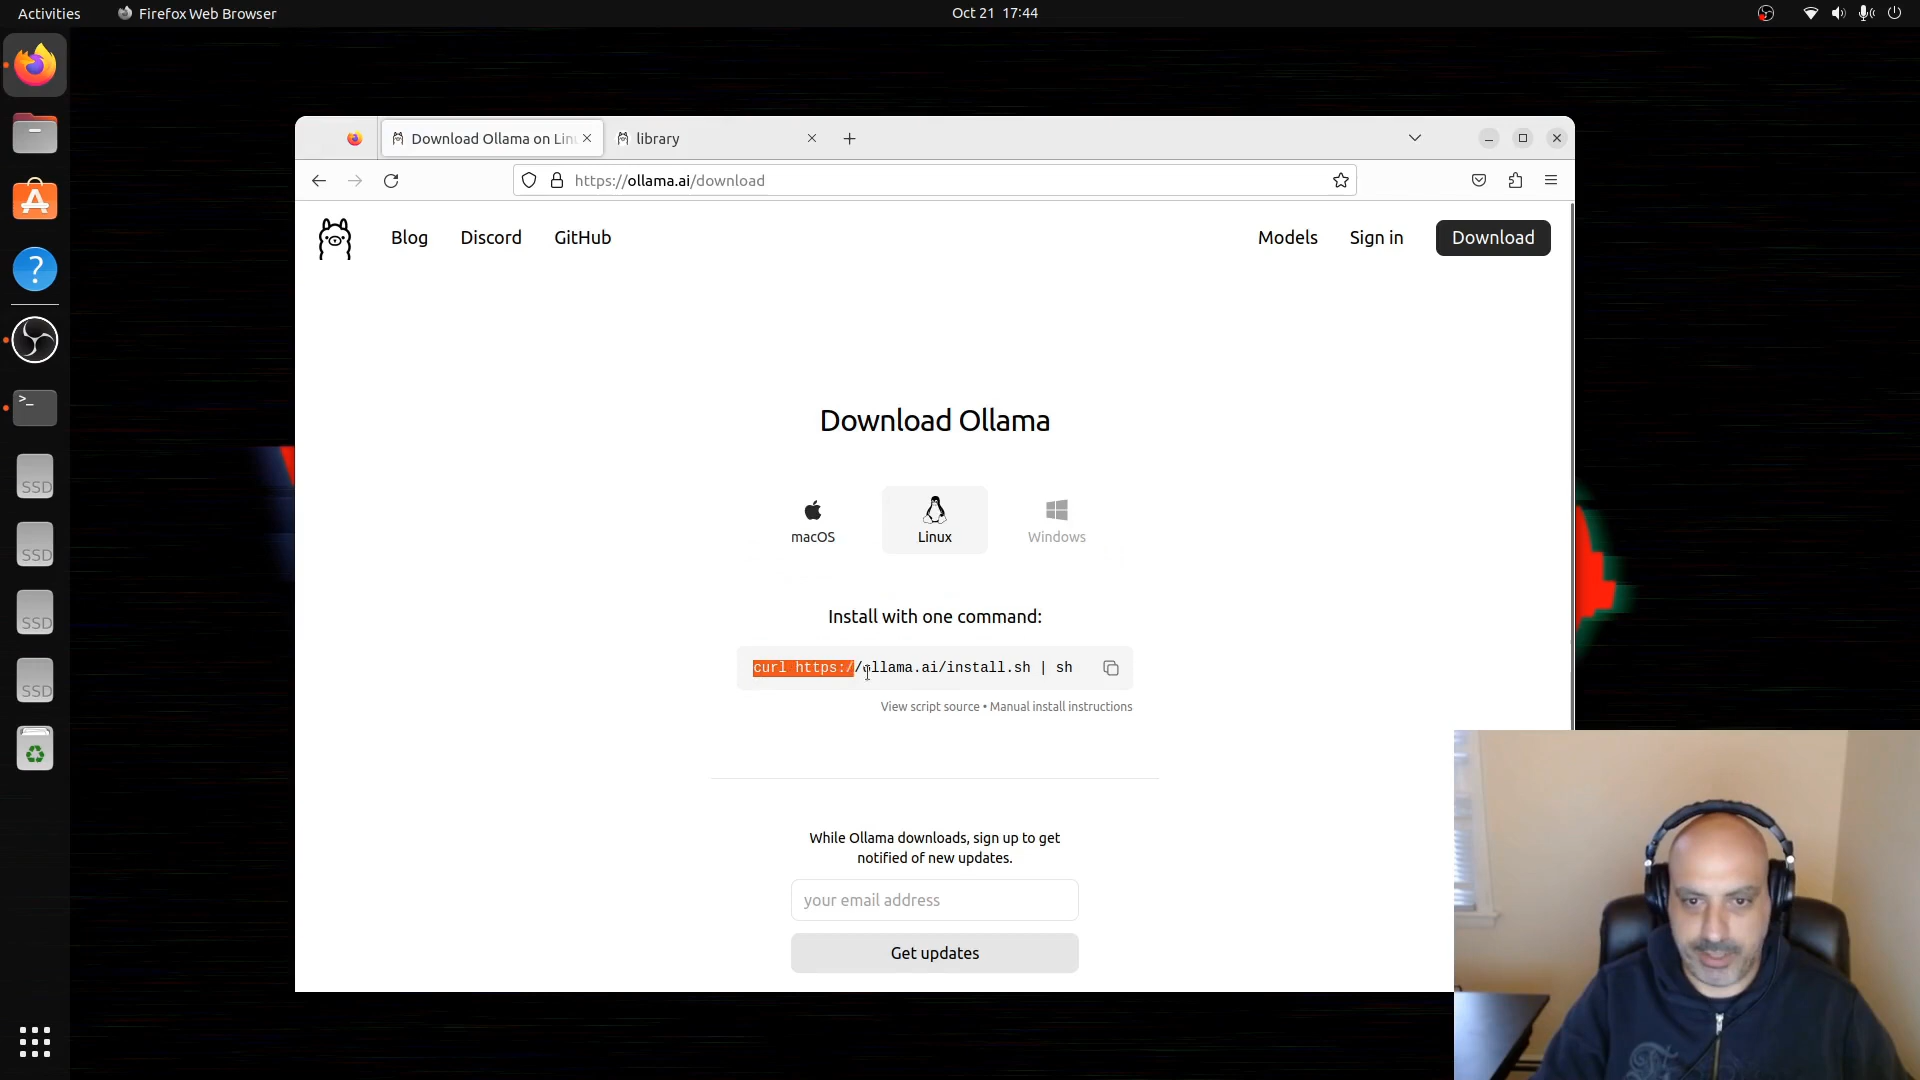 Activities
Firefox Web Browser
Oct 21 17:44
Download Ollama on Lin
library
https://ollama.ai/download
Blog
Discord
GitHub
Models
Sign in
Download
Download Ollama
macOS
Linux
Windows
Install with one command:
curl https://ollama.ai/install.sh | sh
View script source • Manual install instructions
While Ollama downloads, sign up to get
notified of new updates.
your email address
Get updates
SSD
SSD
SSD
SSD